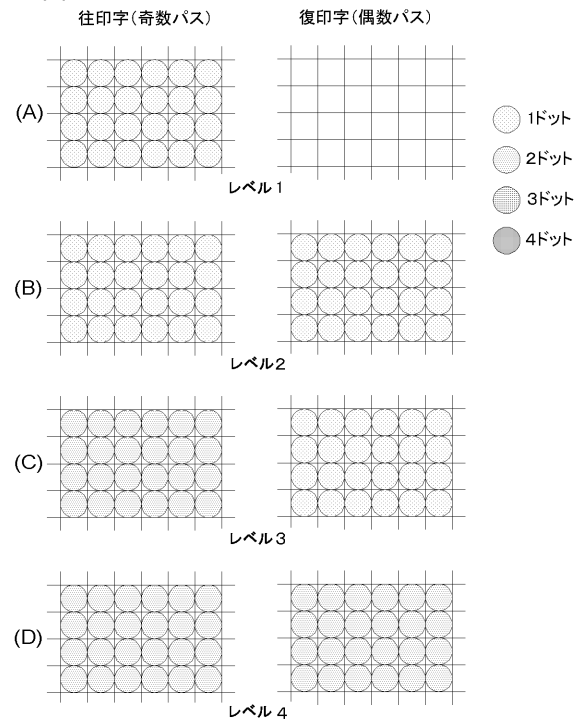 往印字(奇数パス)
復印字(偶数パス)
(A)
レベル1
1ドット
2ドット
3ドット
4ドット
(B)
レベル2
(C)
レベル3
(D)
レベル4